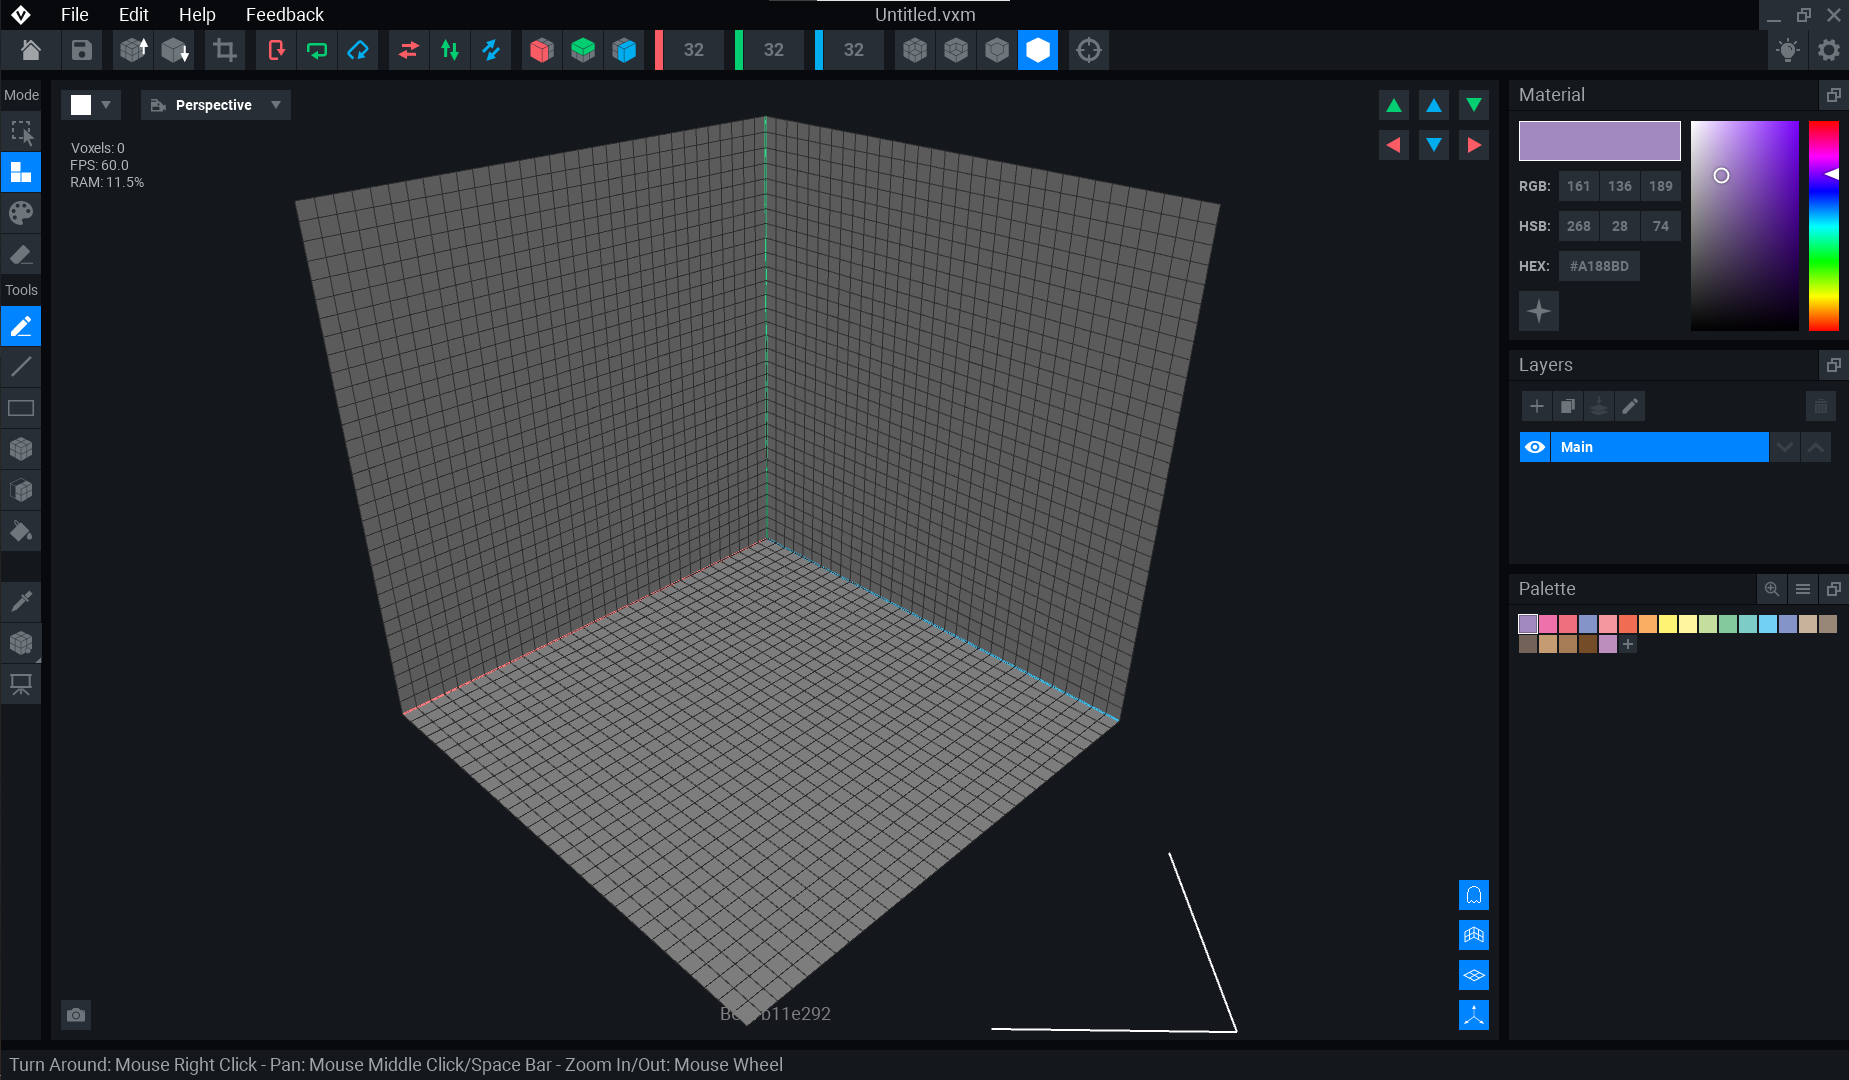 File Edit Help Feedback Untitled.vxm
32 32 32
Mode
Perspective
Voxels: 0
FPS: 60.0
RAM: 11.5%
Tools
Material
RGB: 161 136 189
HSB: 268 28 74
HEX: #A188BD
Layers
Main
Palette
b11e292
Turn Around: Mouse Right Click - Pan: Mouse Middle Click/Space Bar - Zoom In/Out: Mouse Wheel